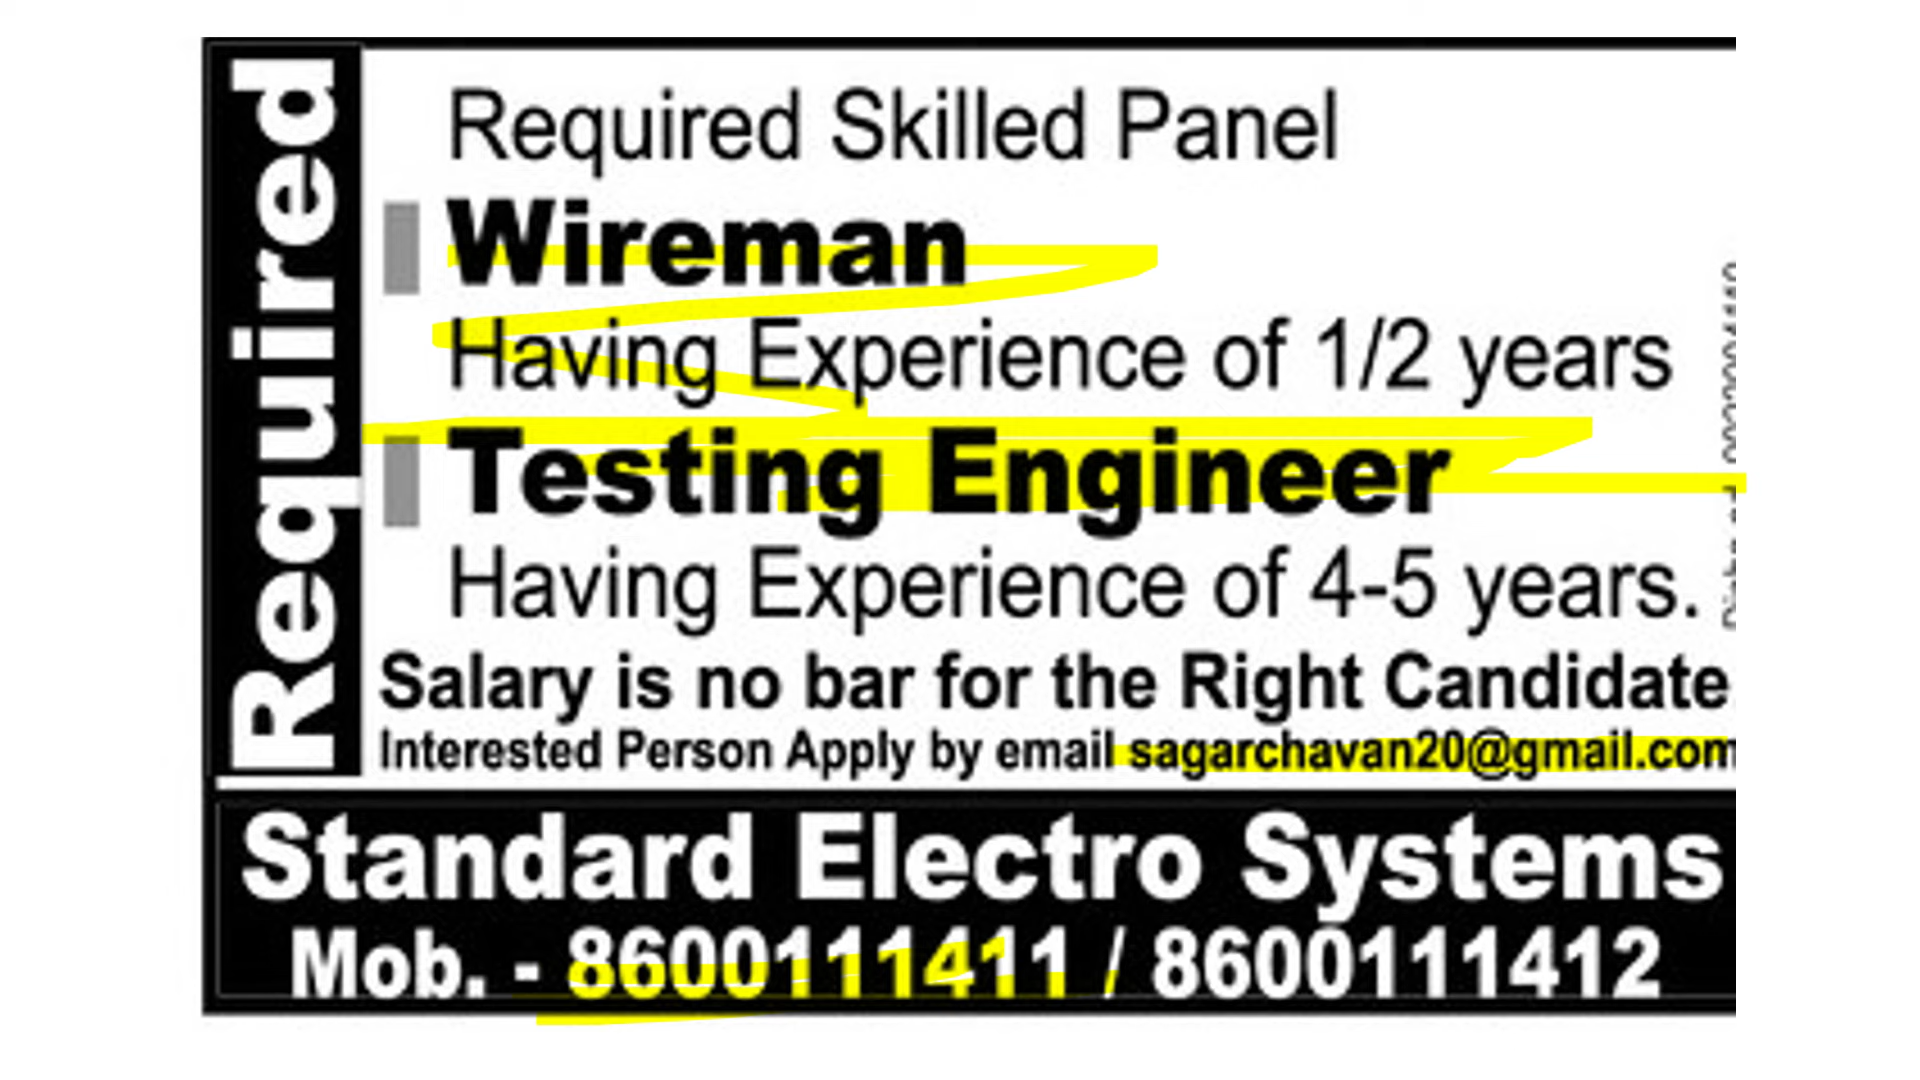 Required
Required Skilled Panel
Wireman
Having Experience of 1/2 years
Testing Engineer
Having Experience of 4-5 years.
Salary is no bar for the Right Candidate
Interested Person Apply by email sagarchavan20@gmail.com
Standard Electro Systems
Mob. - 8600111411 / 8600111412